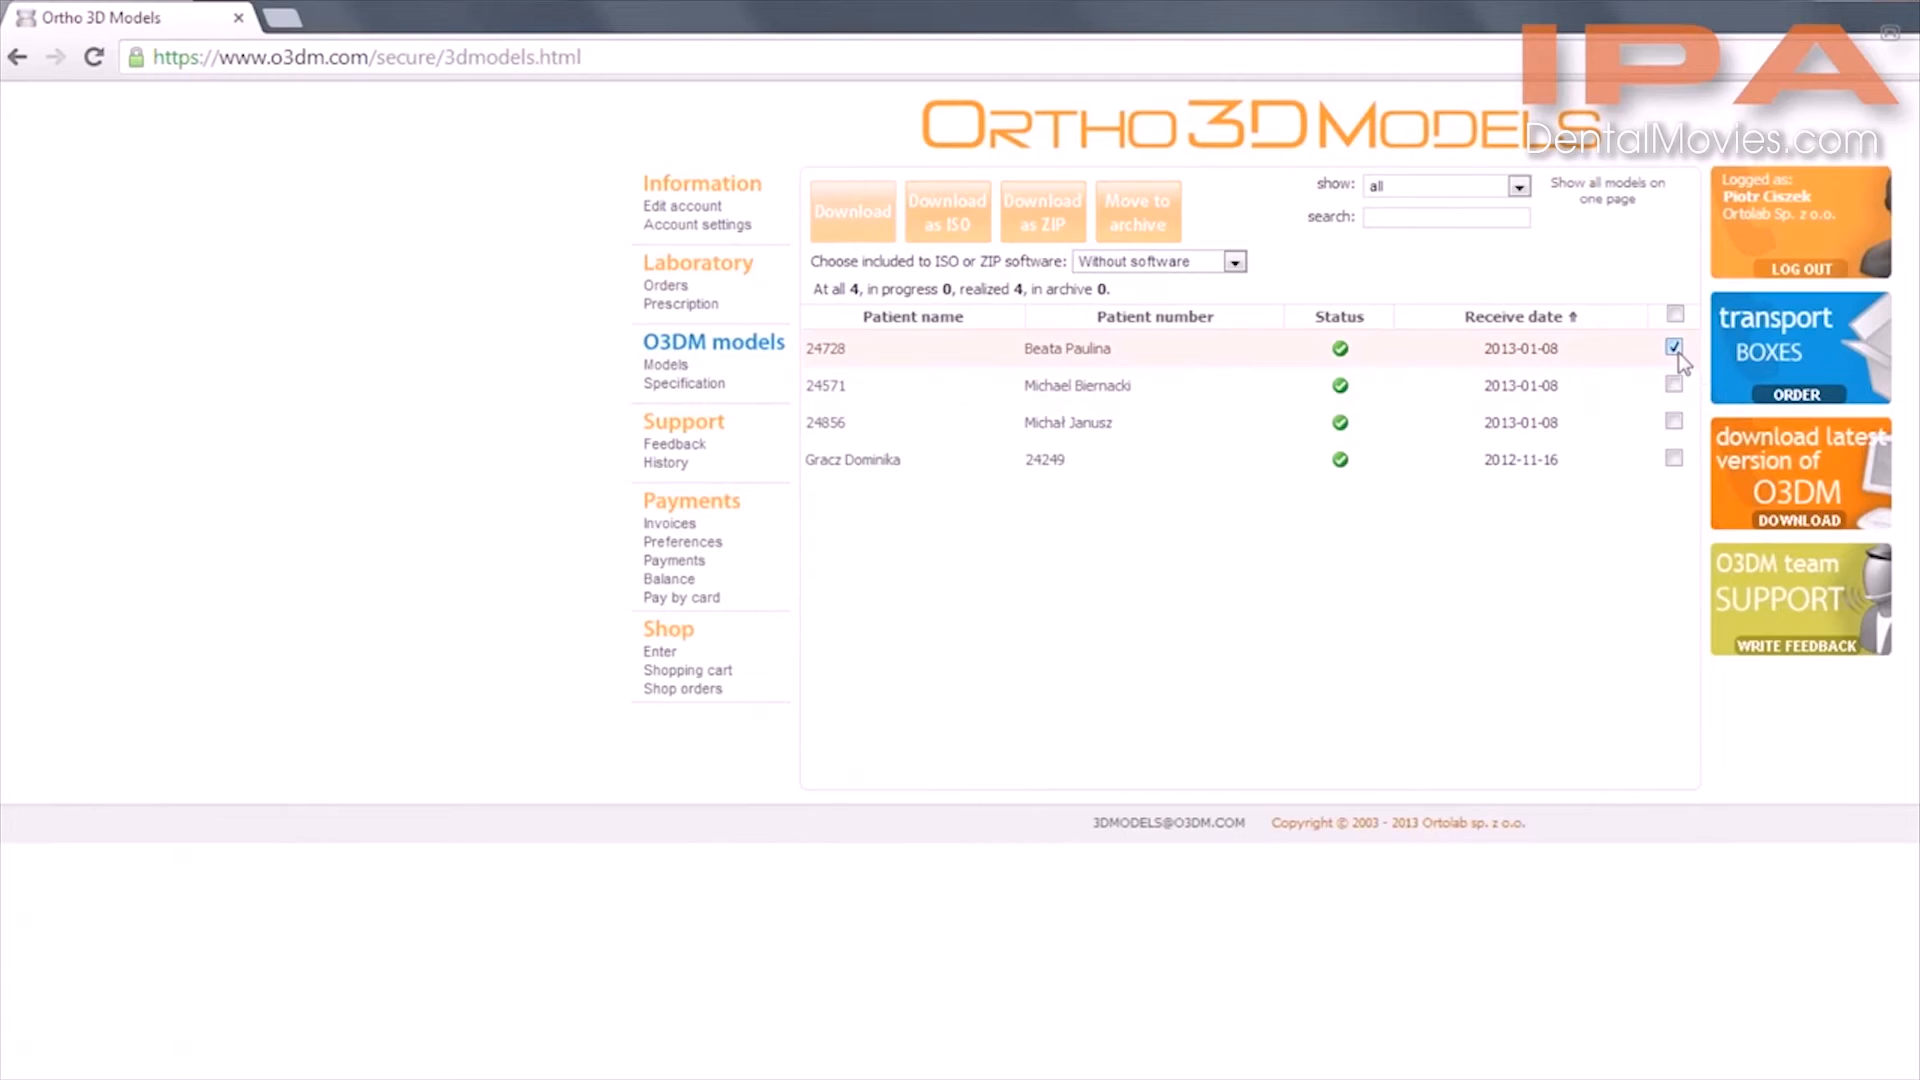 Ortho 3D Models
https://www.o3dm.com/secure/3dmodels.html
IPA
DentalMovies.com
ORTHO 3D MODELS
Information
Edit account
Account settings
Laboratory
Orders
Prescription
O3DM models
Models
Specification
Support
Feedback
History
Payments
Invoices
Preferences
Payments
Balance
Pay by card
Shop
Enter
Shopping cart
Shop orders
Download
Download
as ISO
Download
as ZIP
Move to
archive
show: all
search:
Show all models on
one page
Choose included to ISO or ZIP software: Without software
At all 4, in progress 0, realized 4, in archive 0.
Patient name Patient number Status Receive date
24728 Beata Paulina 2013-01-08
24571 Michael Biernacki 2013-01-08
24856 Michał Janusz 2013-01-08
Gracz Dominika 24249 2012-11-16
Logged as:
Piotr Ciszek
Ortolab Sp. z o.o.
LOG OUT
transport
BOXES
ORDER
download latest
version of
O3DM
DOWNLOAD
O3DM team
SUPPORT
WRITE FEEDBACK
3DMODELS@O3DM.COM Copyright © 2003 - 2013 Ortolab sp. z o.o.